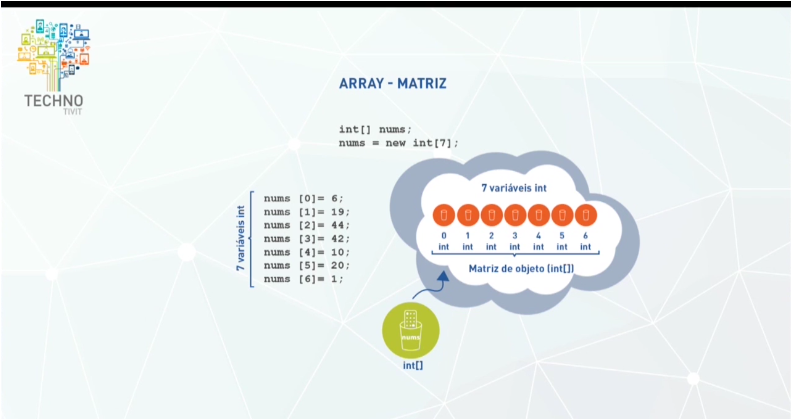 TECHNO
TIVIT
ARRAY - MATRIZ
int[] nums;
nums = new int[7];
7 variáveis int
nums [0]= 6;
nums [1]= 19;
nums [2]= 44;
nums [3]= 42;
nums [4]= 10;
nums [5]= 20;
nums [6]= 1;
7 variáveis int
0 1 2 3 4 5 6
int int int int int int int
Matriz de objeto (int[])
nums
int[]